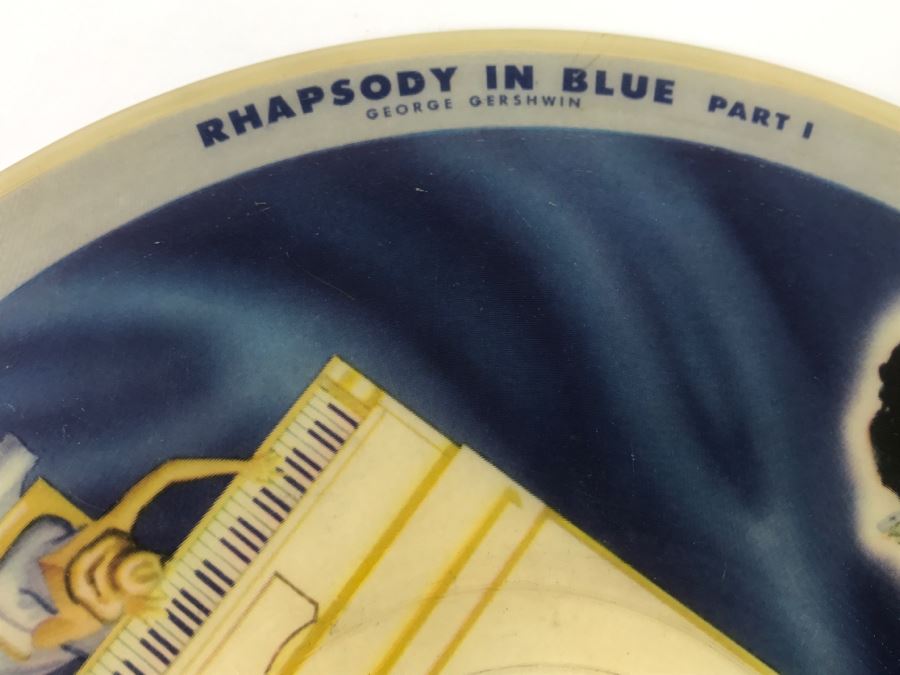 RHAPSODY IN BLUE PART I
GEORGE GERSHWIN